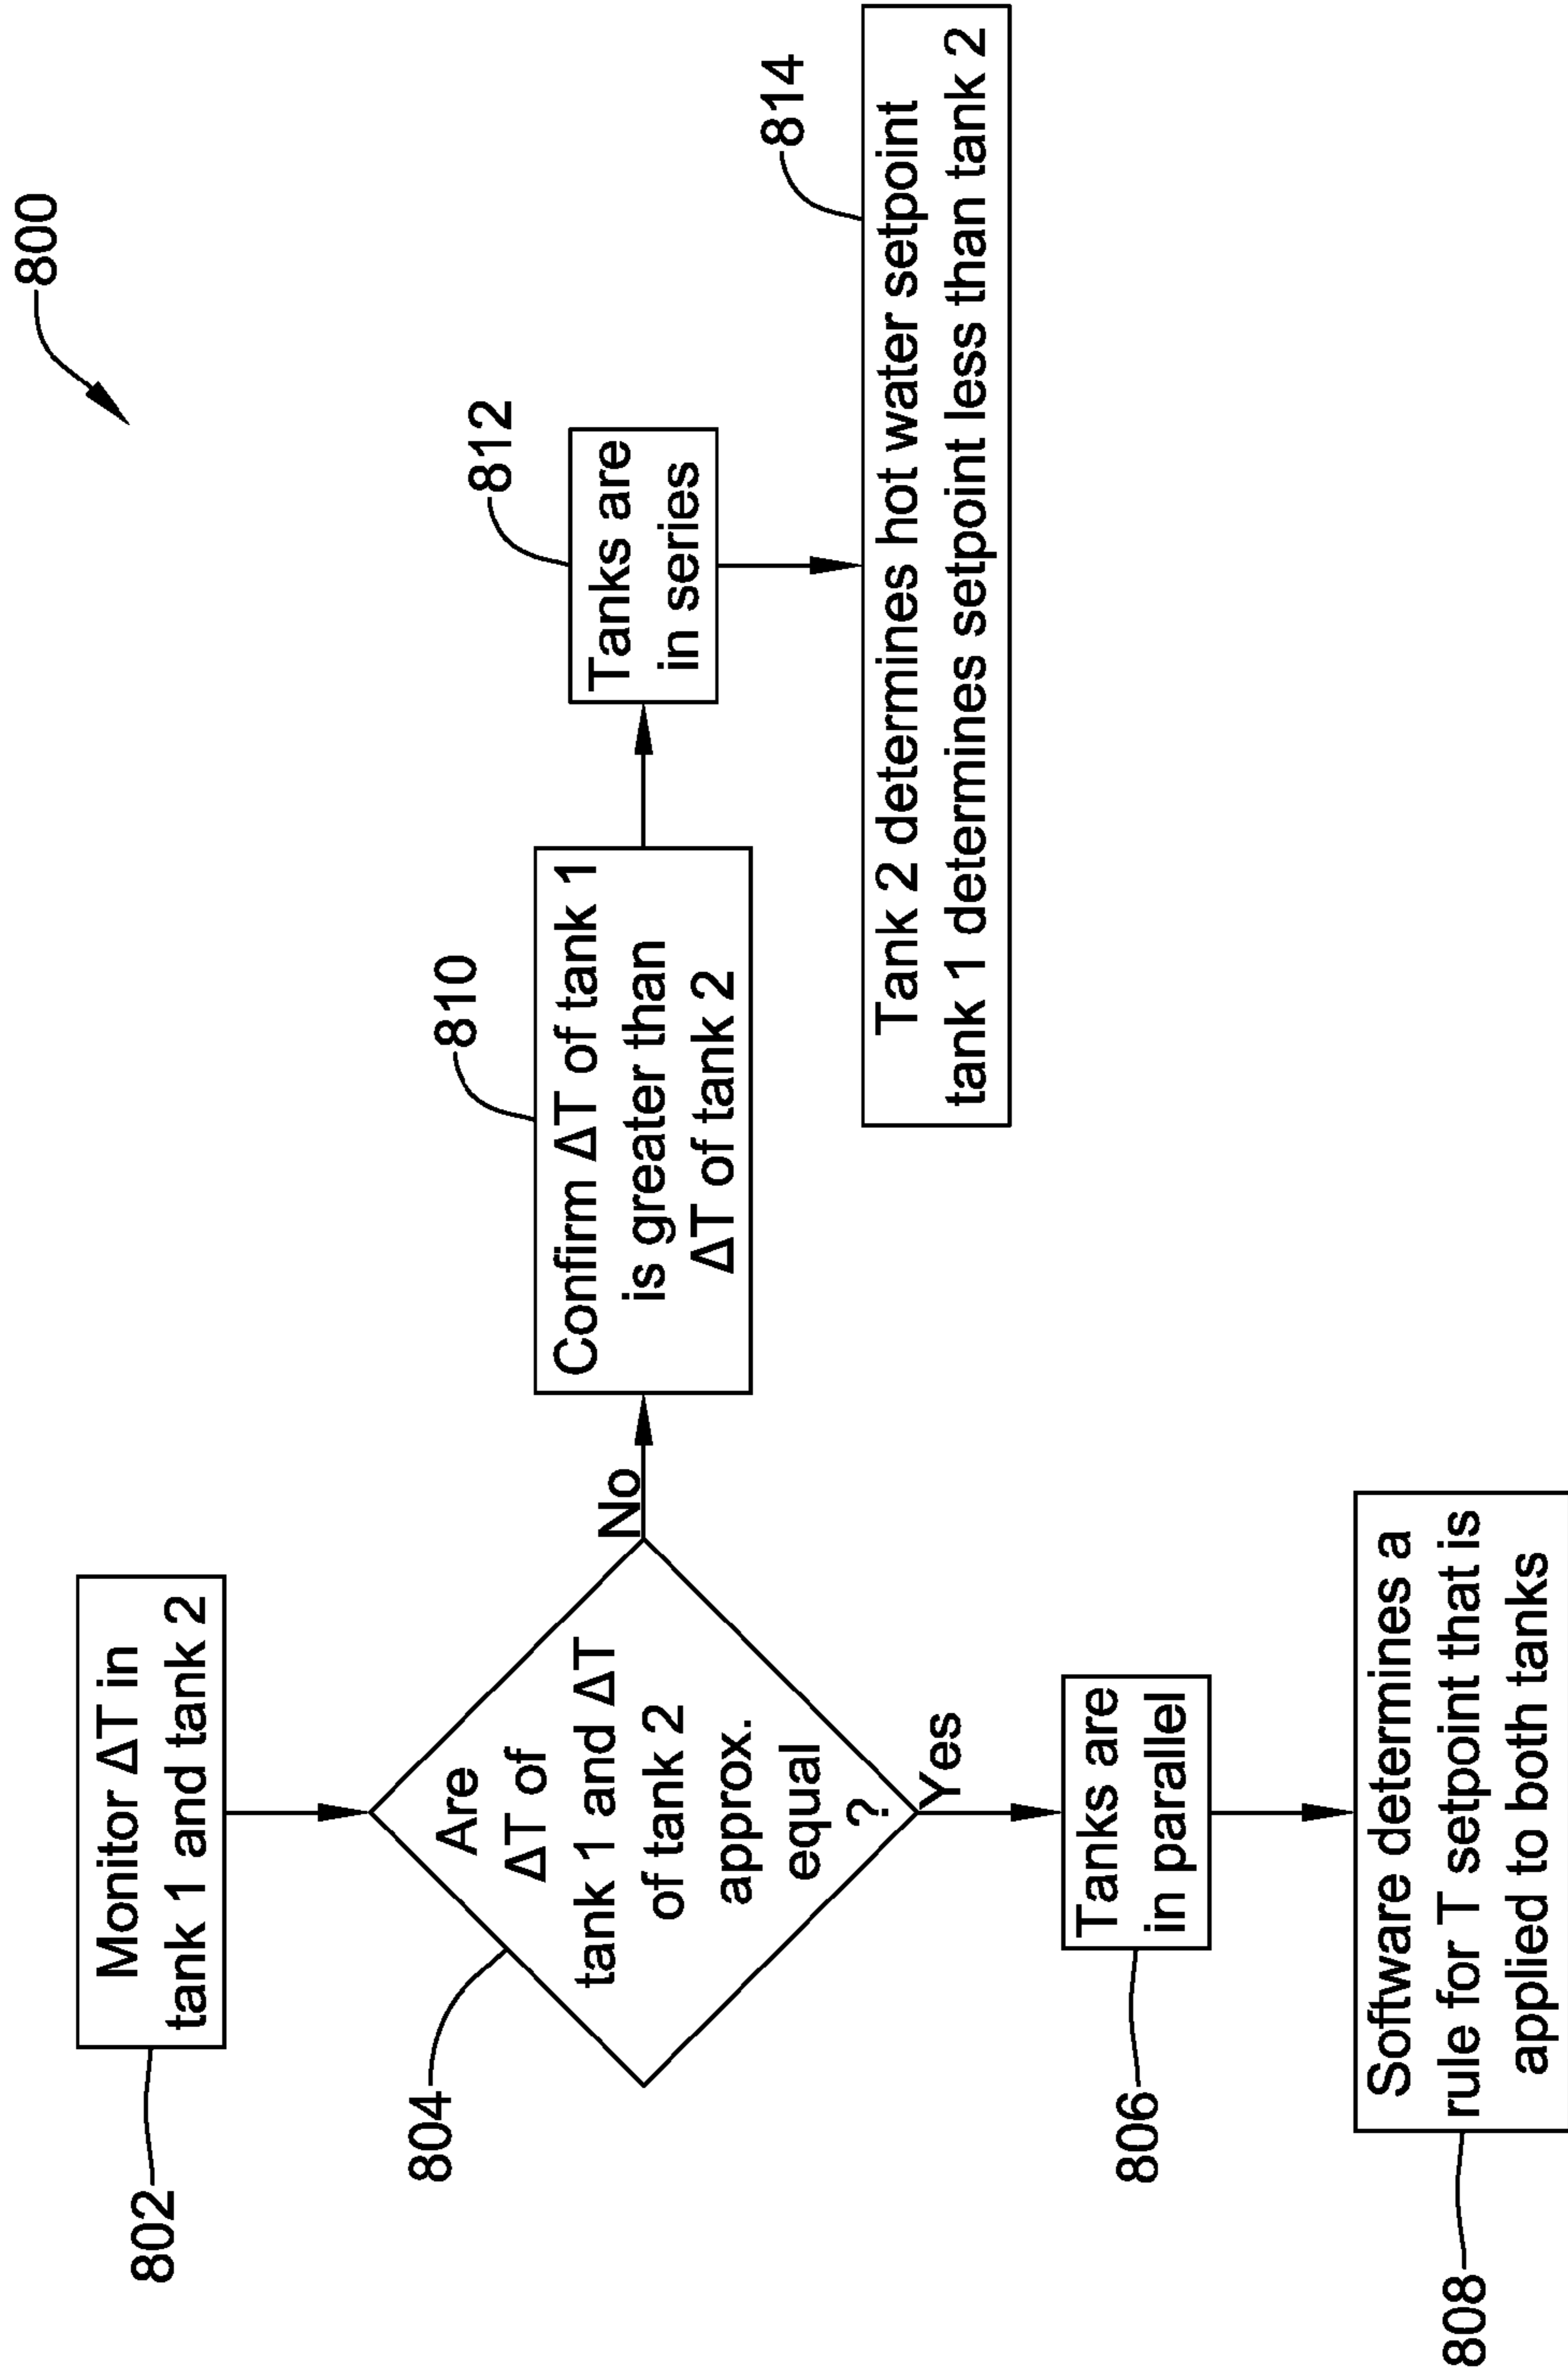 800
802
Monitor ΔT in
tank 1 and tank 2
804
Are
ΔT of
tank 1 and ΔT
of tank 2
approx.
equal
?
No
Yes
810
Confirm ΔT of tank 1
is greater than
ΔT of tank 2
812
Tanks are
in series
814
Tank 2 determines hot water setpoint
tank 1 determines setpoint less than tank 2
806
Tanks are
in parallel
808
Software determines a
rule for T setpoint that is
applied to both tanks